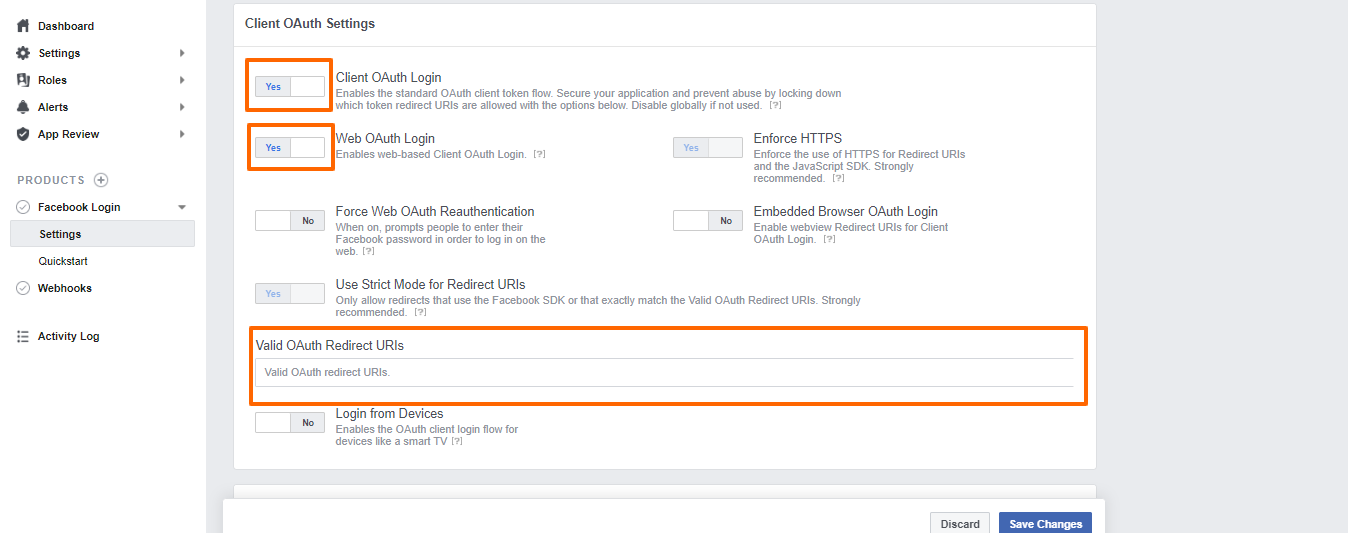 Dashboard
Settings
Roles
Alerts
App Review
PRODUCTS
Facebook Login
Settings
Quickstart
Webhooks
Activity Log
Client OAuth Settings
Yes
Client OAuth Login
Enables the standard OAuth client token flow. Secure your application and prevent abuse by locking down
which token redirect URIs are allowed with the options below. Disable globally if not used. [?]
Yes
Web OAuth Login
Enables web-based Client OAuth Login. [?]
Yes
Enforce HTTPS
Enforce the use of HTTPS for Redirect URIs
and the JavaScript SDK. Strongly
recommended. [?]
No
Force Web OAuth Reauthentication
When on, prompts people to enter their
Facebook password in order to log in on the
web. [?]
No
Embedded Browser OAuth Login
Enable webview Redirect URIs for Client
OAuth Login. [?]
Yes
Use Strict Mode for Redirect URIs
Only allow redirects that use the Facebook SDK or that exactly match the Valid OAuth Redirect URIs. Strongly
recommended. [?]
Valid OAuth Redirect URIs
Valid OAuth redirect URIs.
No
Login from Devices
Enables the OAuth client login flow for
devices like a smart TV [?]
Discard
Save Changes